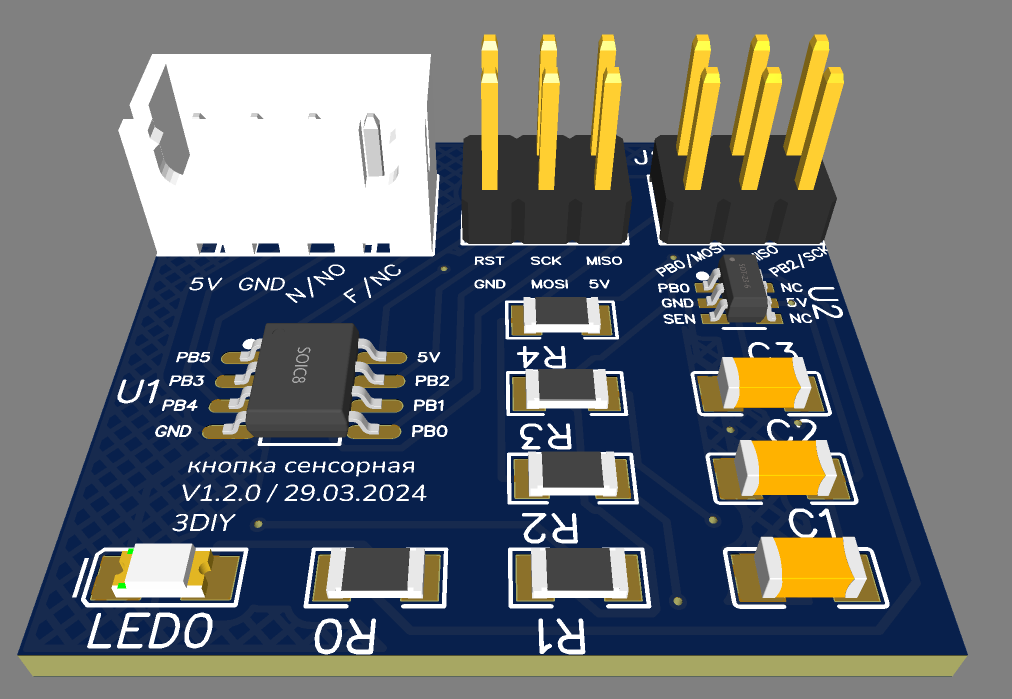 J
RST SCK MISO
GND MOSI 5V
PB0/MOSI MISO PB2/SCK
5V GND N/NO F/NC
PB0 NC
GND 5V
SEN NC
U2
SOT-23-6
R4
C3
U1
SOIC8
PB5 5V
PB3 PB2
PB4 PB1
GND PB0
R3
C2
кнопка сенсорная
V1.2.0 / 29.03.2024
3DIY
R2
C1
LED0
R0
R1